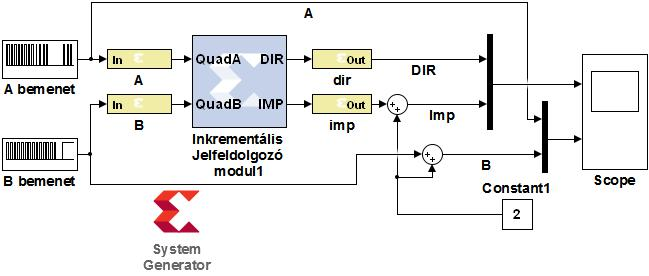 A
In
QuadA
DIR
Out
A bemenet
A
dir
DIR
In
QuadB
IMP
Out
B
imp
Imp
Inkrementális
Jelfeldolgozó
modul1
B bemenet
B
Constant1
Scope
2
System
Generator